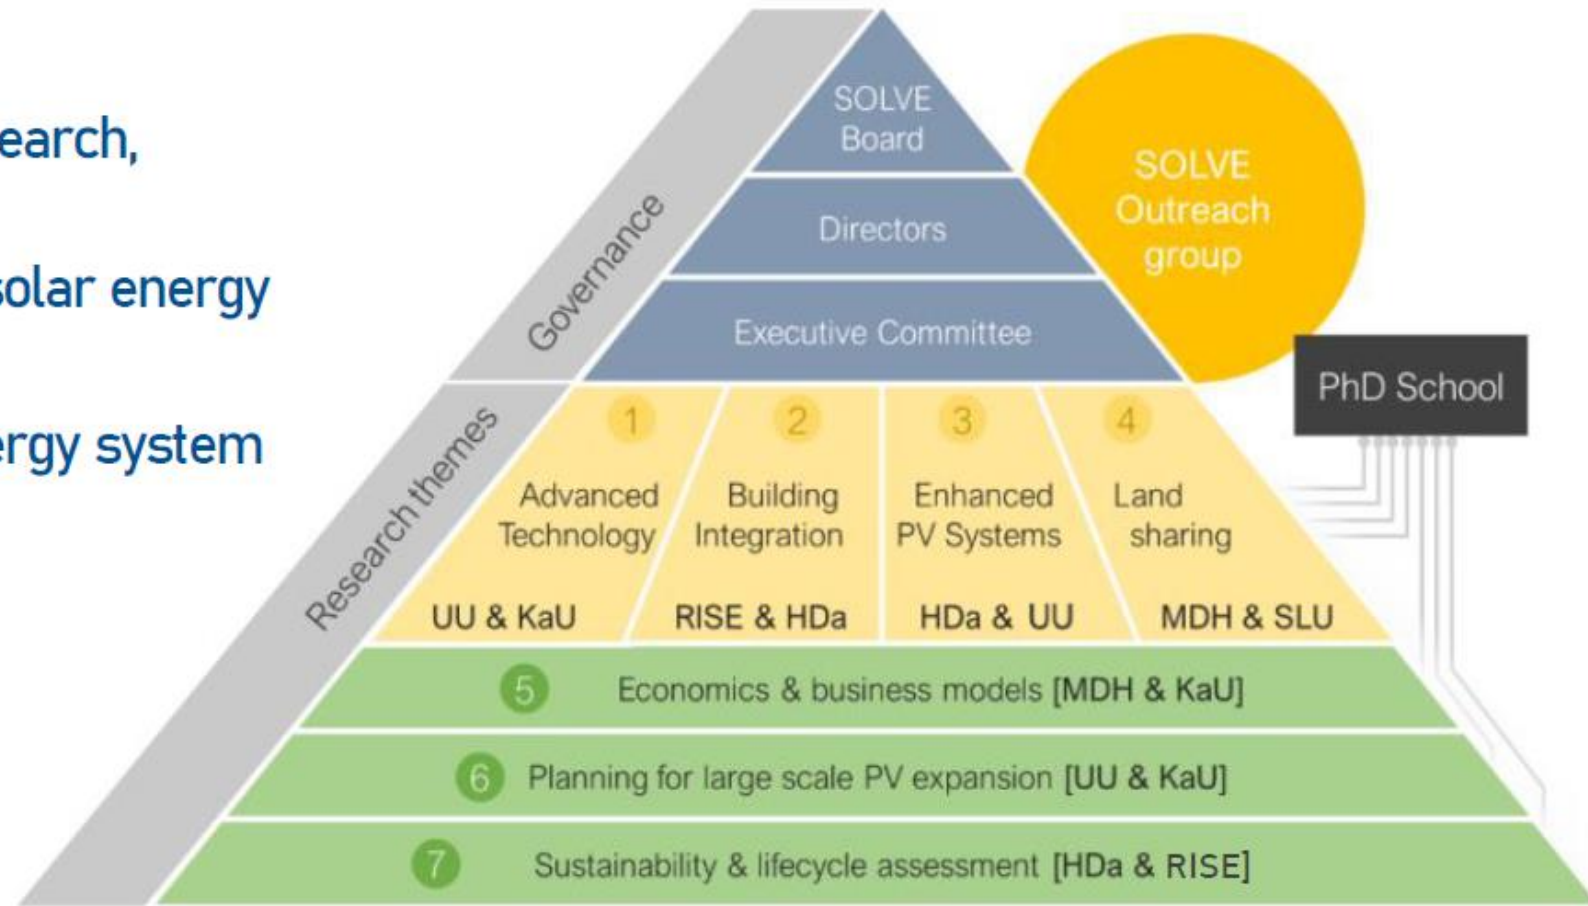 earch,
solar energy
ergy system
Governance
Research themes
SOLVE
Board
Directors
Executive Committee
SOLVE
Outreach
group
PhD School
1
Advanced
Technology
UU & KaU
2
Building
Integration
RISE & HDa
3
Enhanced
PV Systems
HDa & UU
4
Land
sharing
MDH & SLU
5 Economics & business models [MDH & KaU]
6 Planning for large scale PV expansion [UU & KaU]
7 Sustainability & lifecycle assessment [HDa & RISE]